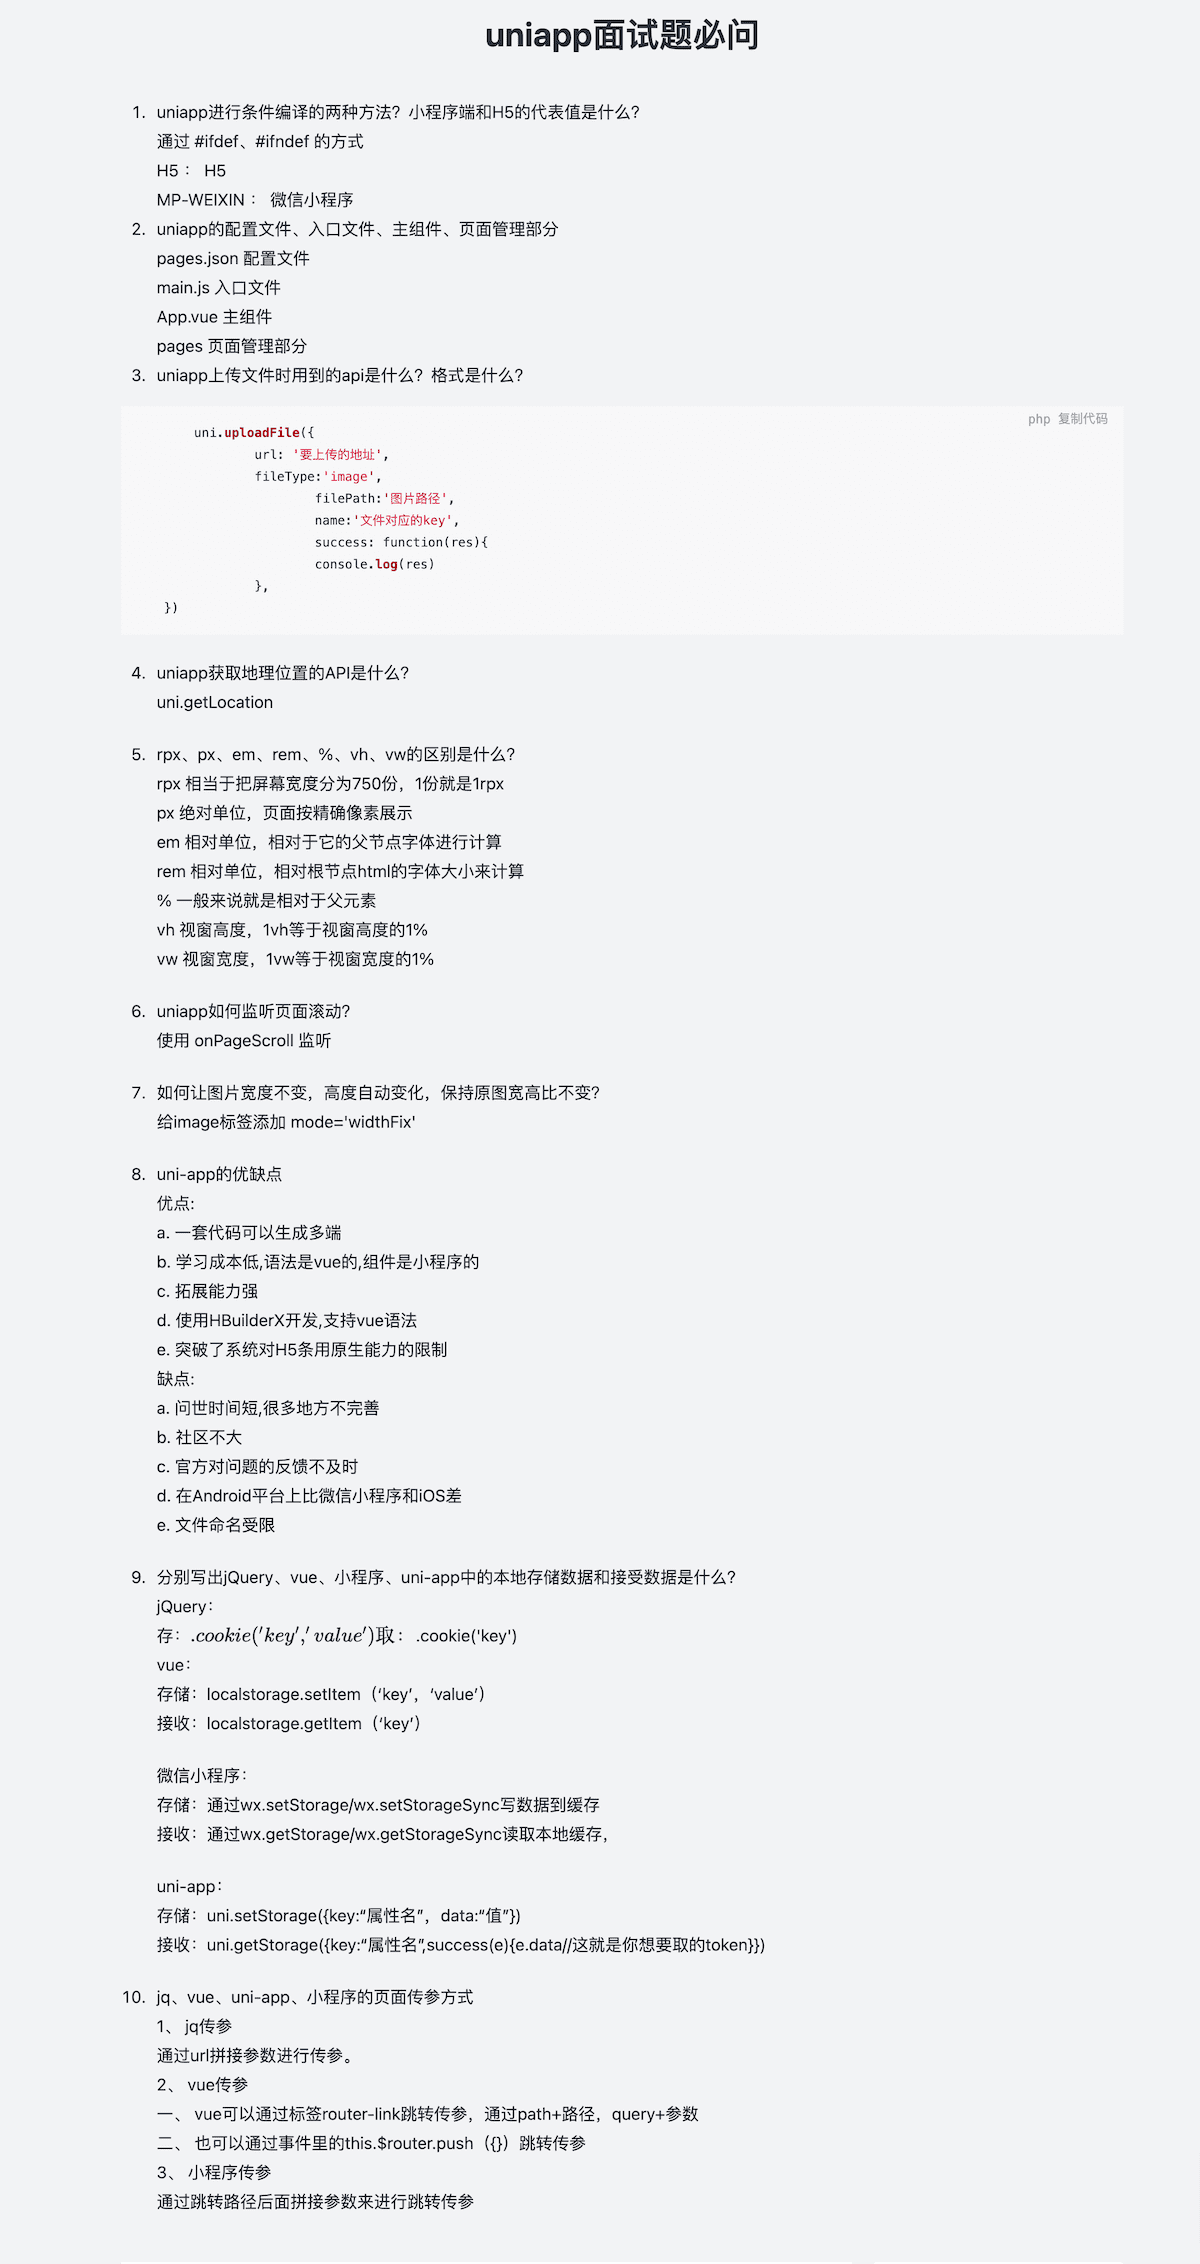 uniapp面试题必问
1. uniapp进行条件编译的两种方法？小程序端和H5的代表值是什么？
通过 #ifdef、#ifndef 的方式
H5： H5
MP-WEIXIN： 微信小程序
2. uniapp的配置文件、入口文件、主组件、页面管理部分
pages.json 配置文件
main.js 入口文件
App.vue 主组件
pages 页面管理部分
3. uniapp上传文件时用到的api是什么？格式是什么？
php 复制代码
uni.uploadFile({
url: '要上传的地址',
fileType:'image',
filePath:'图片路径',
name:'文件对应的key',
success: function(res){
console.log(res)
},
})
4. uniapp获取地理位置的API是什么？
uni.getLocation
5. rpx、px、em、rem、%、vh、vw的区别是什么？
rpx 相当于把屏幕宽度分为750份，1份就是1rpx
px 绝对单位，页面按精确像素展示
em 相对单位，相对于它的父节点字体进行计算
rem 相对单位，相对根节点html的字体大小来计算
% 一般来说就是相对于父元素
vh 视窗高度，1vh等于视窗高度的1%
vw 视窗宽度，1vw等于视窗宽度的1%
6. uniapp如何监听页面滚动？
使用 onPageScroll 监听
7. 如何让图片宽度不变，高度自动变化，保持原图宽高比不变？
给image标签添加 mode='widthFix'
8. uni-app的优缺点
优点:
a. 一套代码可以生成多端
b. 学习成本低,语法是vue的,组件是小程序的
c. 拓展能力强
d. 使用HBuilderX开发,支持vue语法
e. 突破了系统对H5条用原生能力的限制
缺点:
a. 问世时间短,很多地方不完善
b. 社区不大
c. 官方对问题的反馈不及时
d. 在Android平台上比微信小程序和iOS差
e. 文件命名受限
9. 分别写出jQuery、vue、小程序、uni-app中的本地存储数据和接受数据是什么？
jQuery：
存：.cookie('key','value')取：.cookie('key')
vue：
存储：localstorage.setItem（‘key’，‘value’）
接收：localstorage.getItem（‘key’）
微信小程序：
存储：通过wx.setStorage/wx.setStorageSync写数据到缓存
接收：通过wx.getStorage/wx.getStorageSync读取本地缓存，
uni-app：
存储：uni.setStorage({key:“属性名”，data:“值”})
接收：uni.getStorage({key:“属性名”,success(e){e.data//这就是你想要取的token}})
10. jq、vue、uni-app、小程序的页面传参方式
1、 jq传参
通过url拼接参数进行传参。
2、 vue传参
一、 vue可以通过标签router-link跳转传参，通过path+路径，query+参数
二、 也可以通过事件里的this.$router.push（{}）跳转传参
3、 小程序传参
通过跳转路径后面拼接参数来进行跳转传参